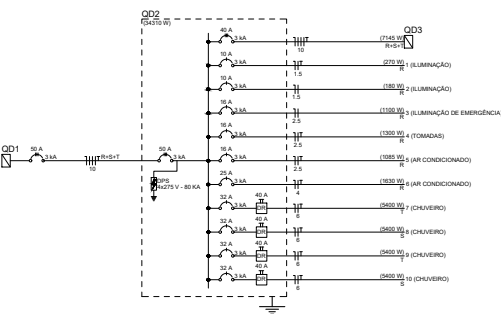 QD2
(34310 W)
40 A
3 kA
10
(7145 W)
R+S+T
QD3
10 A
3 kA
1.5
(270 W)
R
1 (ILUMINAÇÃO)
10 A
3 kA
1.5
(180 W)
R
2 (ILUMINAÇÃO)
16 A
3 kA
2.5
(1100 W)
R
3 (ILUMINAÇÃO DE EMERGÊNCIA)
16 A
3 kA
2.5
(1300 W)
R
4 (TOMADAS)
QD1
50 A
3 kA
R+S+T
10
50 A
3 kA
DPS
4x275 V - 80 KA
16 A
3 kA
2.5
(1085 W)
R
5 (AR CONDICIONADO)
25 A
3 kA
4
(1630 W)
R
6 (AR CONDICIONADO)
32 A
3 kA
40 A
DR
6
(5400 W)
T
7 (CHUVEIRO)
32 A
3 kA
40 A
DR
6
(5400 W)
S
8 (CHUVEIRO)
32 A
3 kA
40 A
DR
6
(5400 W)
T
9 (CHUVEIRO)
32 A
3 kA
40 A
DR
6
(5400 W)
S
10 (CHUVEIRO)